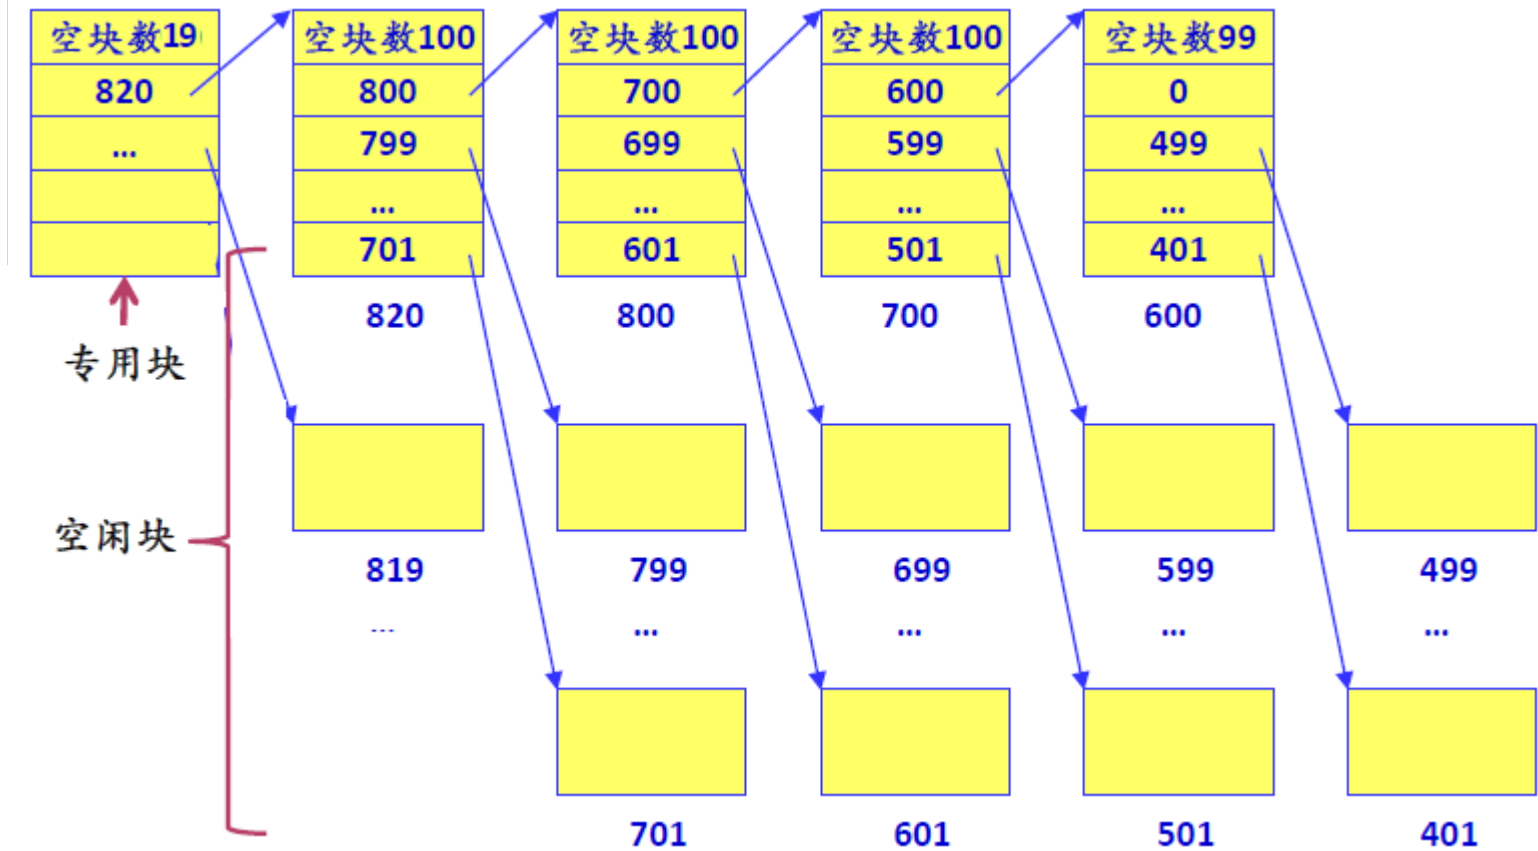 空块数19 空块数100 空块数100 空块数100 空块数99
820 800 700 600 0
... 799 699 599 499
... ... ... ...
701 601 501 401
820 800 700 600
专用块
空闲块
819 799 699 599 499
... ... ... ... ...
701 601 501 401